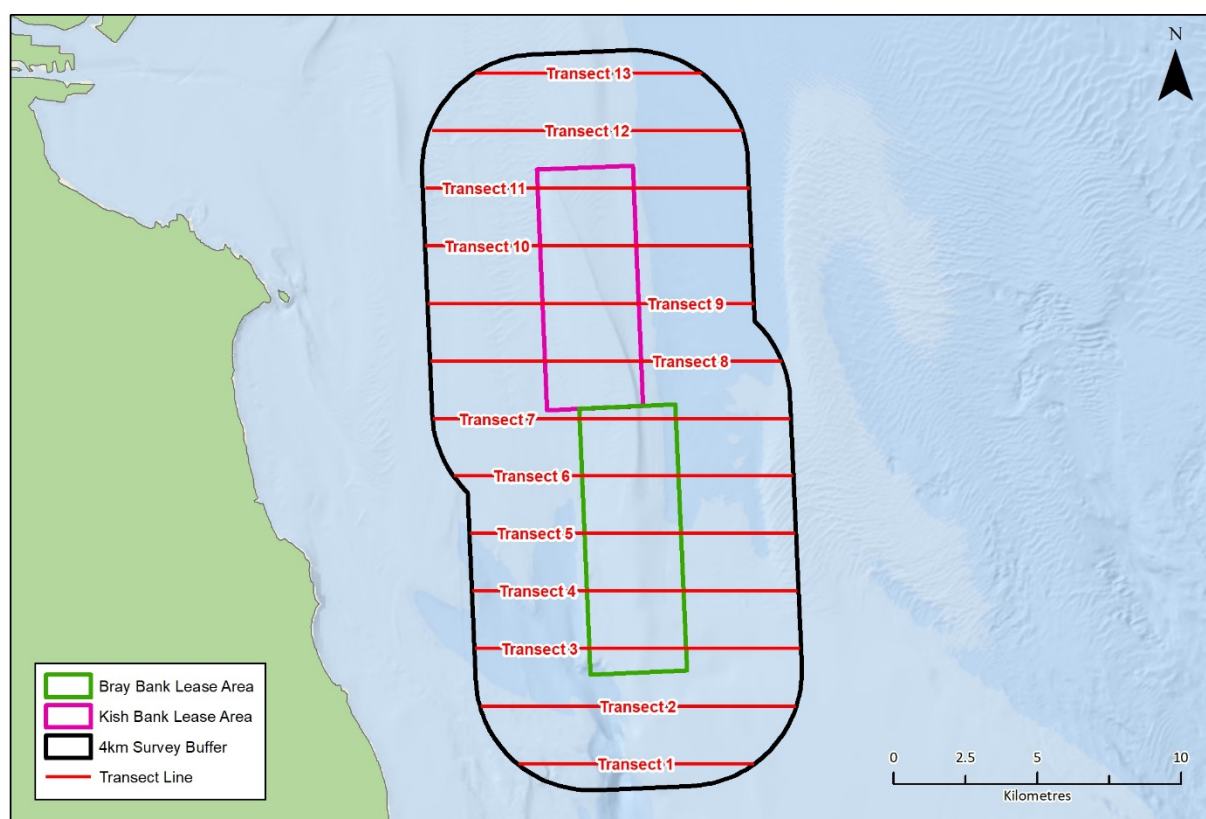 N
Transect 13
Transect 12
Transect 11
Transect 10
Transect 9
Transect 8
Transect 7
Transect 6
Transect 5
Transect 4
Transect 3
Transect 2
Transect 1
Bray Bank Lease Area
Kish Bank Lease Area
4km Survey Buffer
Transect Line
0 2.5 5 10
Kilometres